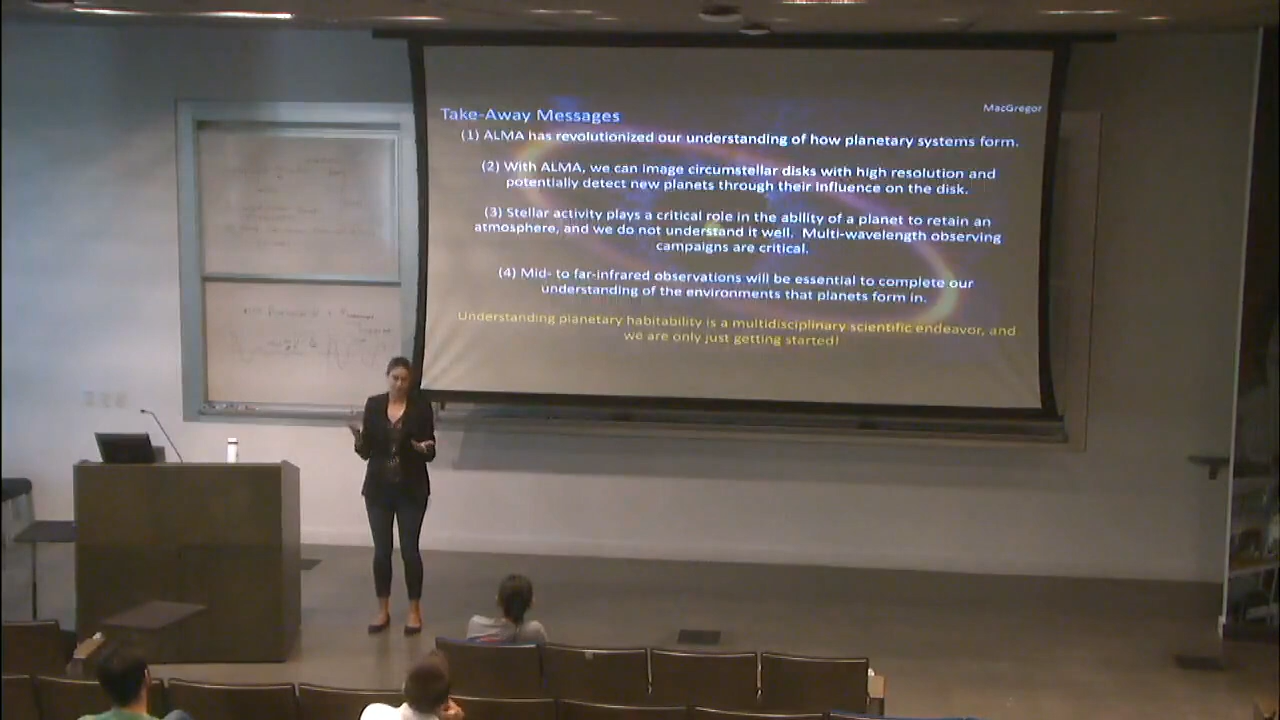 MacGregor
Take-Away Messages
(1) ALMA has revolutionized our understanding of how planetary systems form.
(2) With ALMA, we can image circumstellar disks with high resolution and
potentially detect new planets through their influence on the disk.
(3) Stellar activity plays a critical role in the ability of a planet to retain an
atmosphere, and we do not understand it well. Multi-wavelength observing
campaigns are critical.
(4) Mid- to far-infrared observations will be essential to complete our
understanding of the environments that planets form in.
Understanding planetary habitability is a multidisciplinary scientific endeavor, and
we are only just getting started!